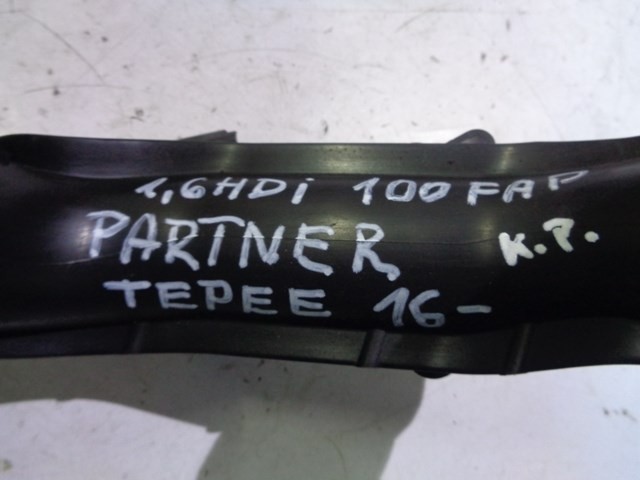 1,6HDi 100 FAP
PARTNER K.P.
TEPEE 16-